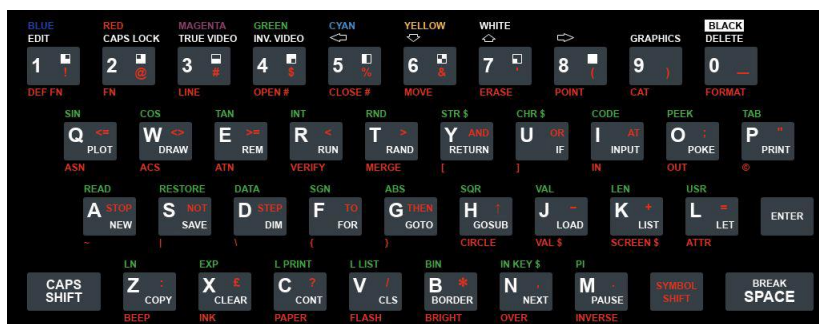 BLUE RED MAGENTA GREEN CYAN YELLOW WHITE BLACK
EDIT CAPS LOCK TRUE VIDEO INV. VIDEO ⇦ ⇩ ⇧ ⇨ GRAPHICS DELETE
1 ! 2 @ 3 # 4 $ 5 % 6 & 7 ' 8 ( 9 ) 0 _
DEF FN FN LINE OPEN # CLOSE # MOVE ERASE POINT CAT FORMAT
SIN COS TAN INT RND STR $ CHR $ CODE PEEK TAB
Q <= W <> E >= R < T > Y AND U OR I AT O ; P "
PLOT DRAW REM RUN RAND RETURN IF INPUT POKE PRINT
ASN ACS ATN VERIFY MERGE [ ] IN OUT ©
READ RESTORE DATA SGN ABS SQR VAL LEN USR
A STOP S NOT D STEP F TO G THEN H ↑ J − K + L = ENTER
NEW SAVE DIM FOR GOTO GOSUB LOAD LIST LET
~ | \ { } CIRCLE VAL $ SCREEN $ ATTR
LN EXP L PRINT L LIST BIN IN KEY $ PI
CAPS SHIFT Z : X £ C ? V / B * N , M . SYMBOL SHIFT BREAK SPACE
COPY CLEAR CONT CLS BORDER NEXT PAUSE
BEEP INK PAPER FLASH BRIGHT OVER INVERSE